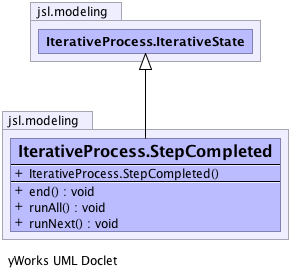 jsl.modeling
IterativeProcess.IterativeState
jsl.modeling
IterativeProcess.StepCompleted
+ IterativeProcess.StepCompleted()
+ end() : void
+ runAll() : void
+ runNext() : void
yWorks UML Doclet